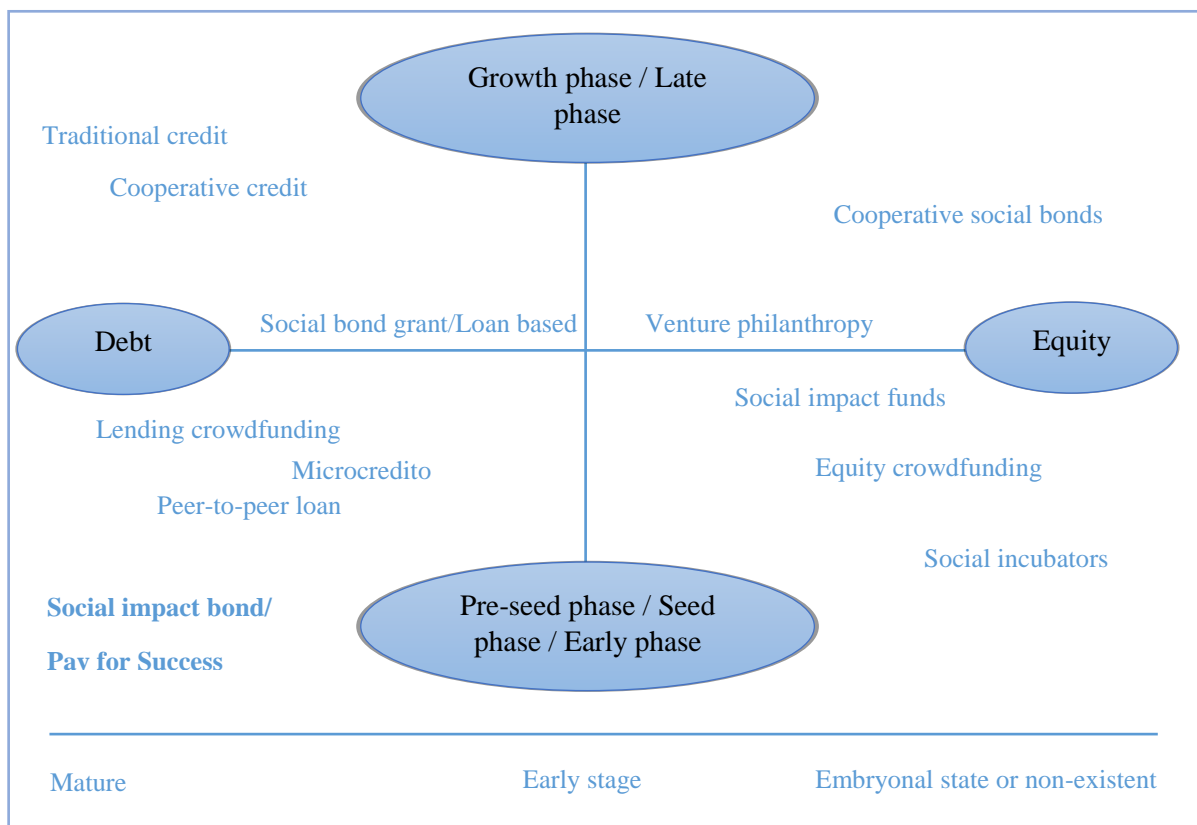 Growth phase / Late
phase
Traditional credit
Cooperative credit
Cooperative social bonds
Social bond grant/Loan based
Venture philanthropy
Debt
Equity
Social impact funds
Lending crowdfunding
Microcredito
Equity crowdfunding
Peer-to-peer loan
Social incubators
Social impact bond/
Pav for Success
Pre-seed phase / Seed
phase / Early phase
Mature
Early stage
Embryonal state or non-existent